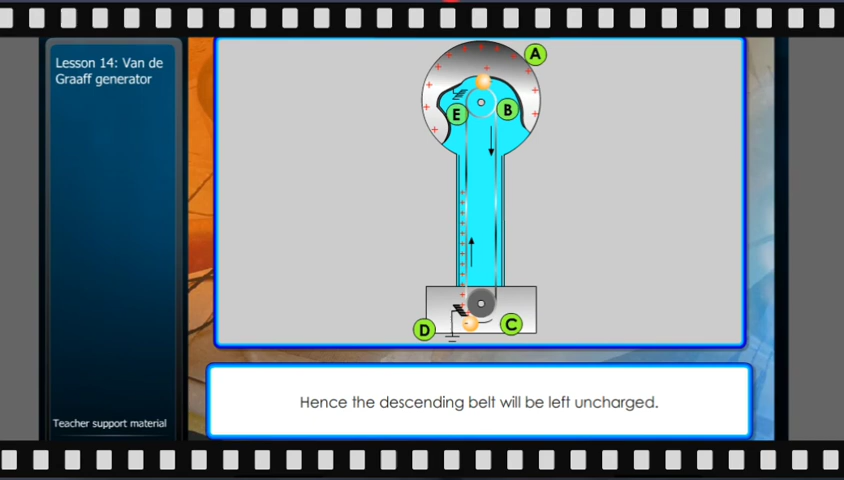 Lesson 14: Van de
Graaff generator
A
B
E
D
C
Hence the descending belt will be left uncharged.
Teacher support material